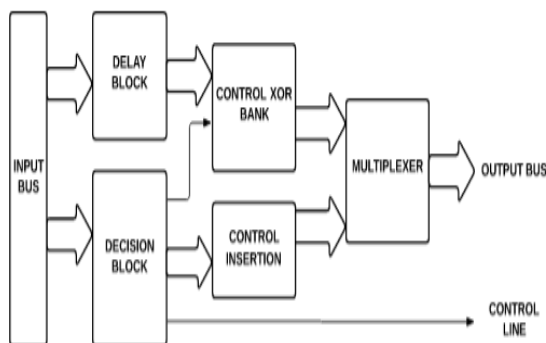 DELAY
BLOCK
CONTROL XOR
BANK
INPUT
BUS
MULTIPLEXER
OUTPUT BUS
DECISION
BLOCK
CONTROL
INSERTION
CONTROL
LINE